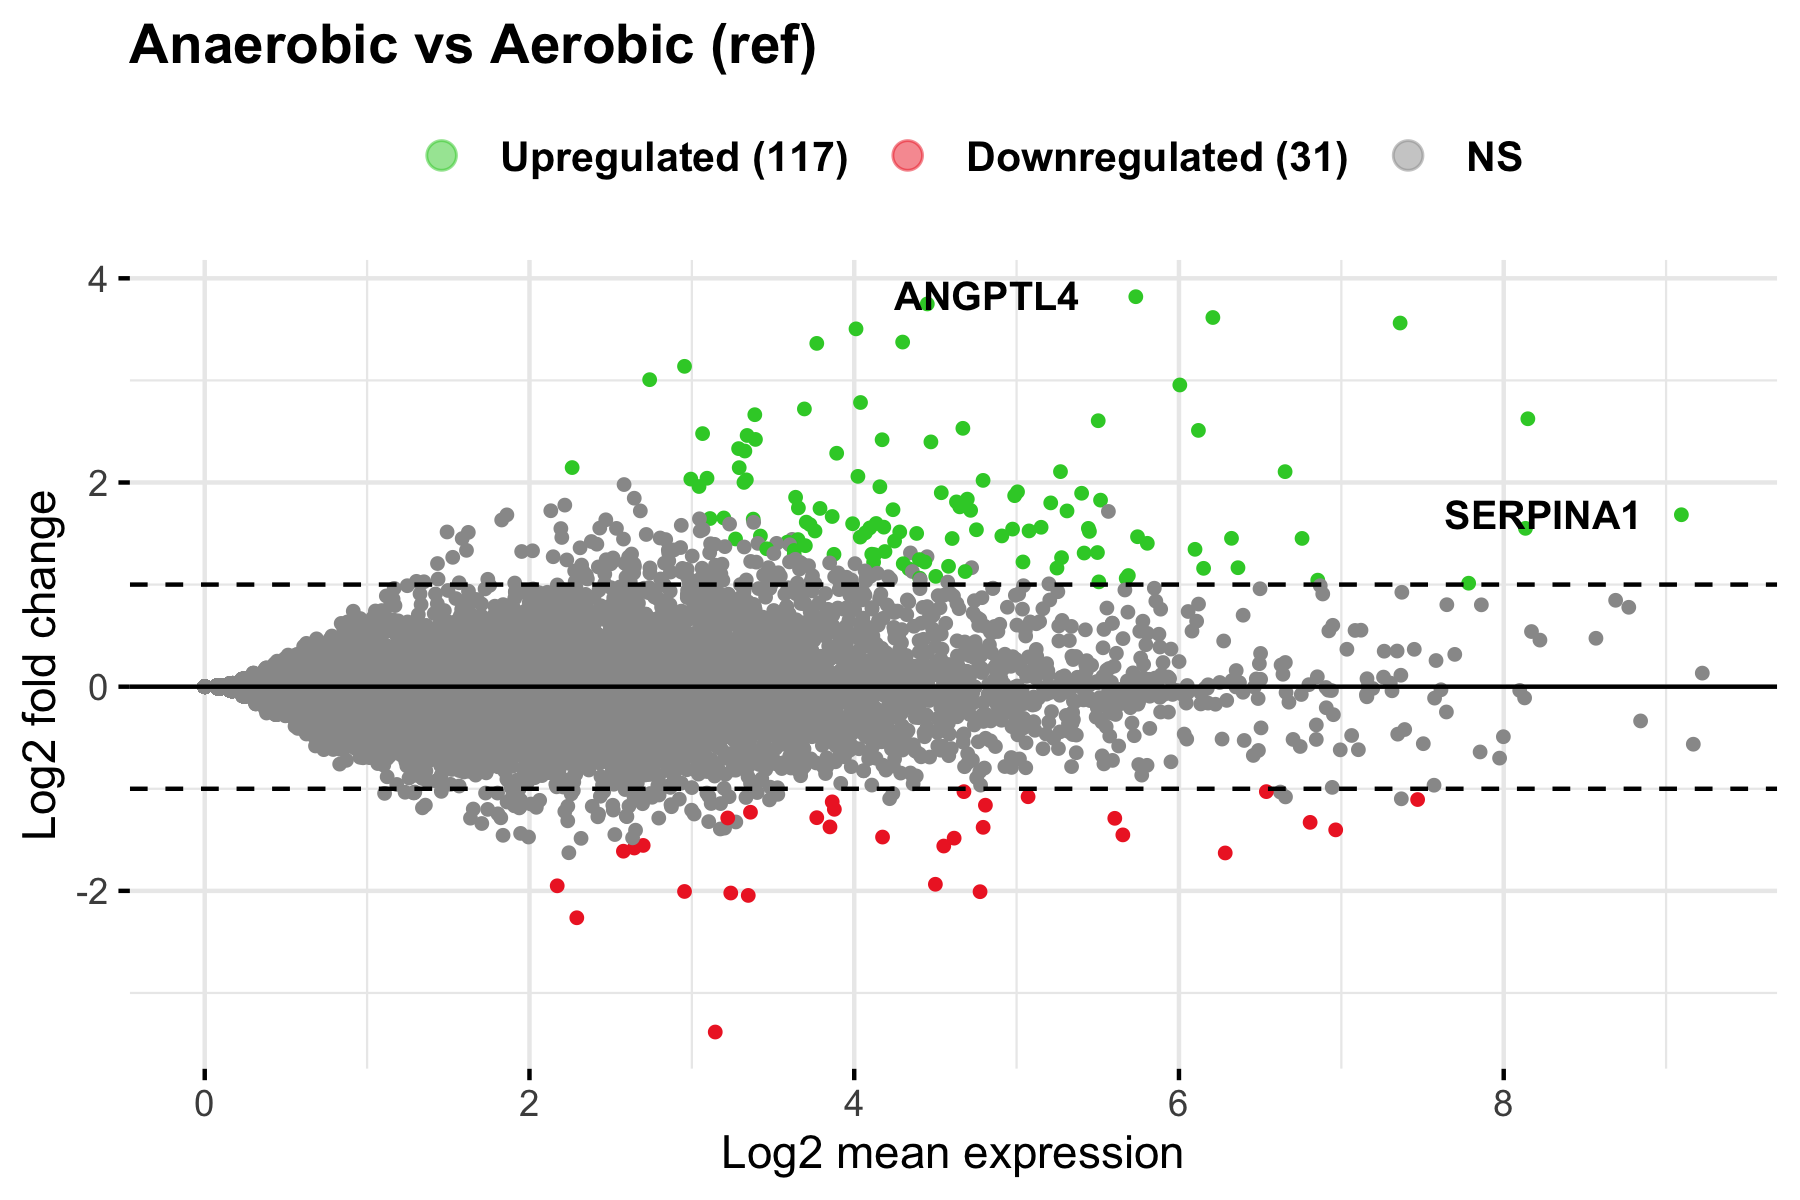 Anaerobic vs Aerobic (ref)
Upregulated (117) Downregulated (31) NS
4
ANGPTL4
2
SERPINA1
0
-2
Log2 fold change
0 2 4 6 8
Log2 mean expression